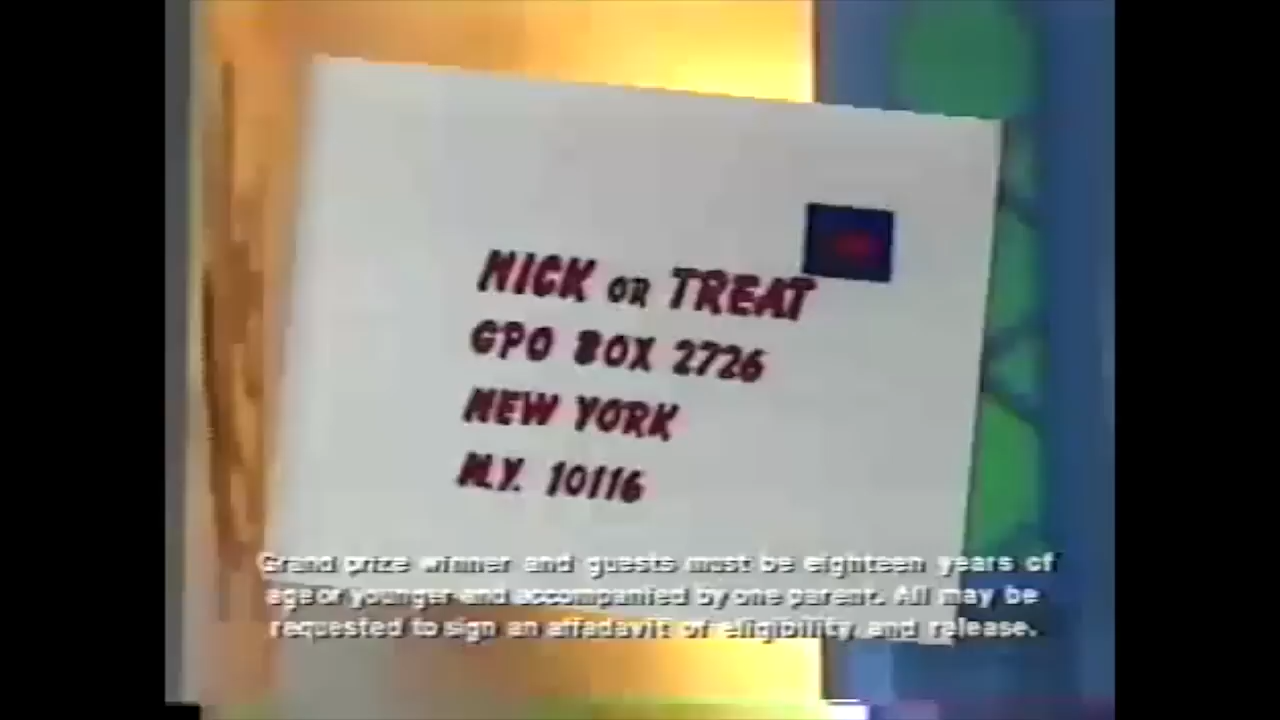 NICK OR TREAT
GPO BOX 2726
NEW YORK
N.Y. 10116
Grand prize winner and guests must be eighteen years of
age or younger and accompanied by one parent. All may be
requested to sign an affadavit of eligibility and release.